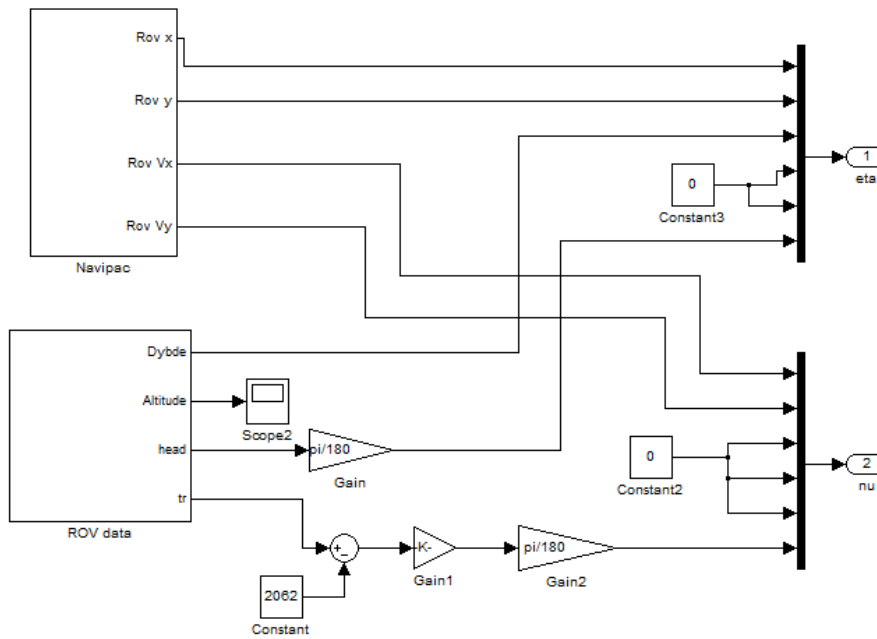 Rov x
Rov y
Rov Vx
Rov Vy
Navipac
0
Constant3
1
eta
Dybde
Altitude
head
tr
ROV data
Scope2
pi/180
Gain
0
Constant2
2
nu
+
−
K-
Gain1
pi/180
Gain2
2062
Constant